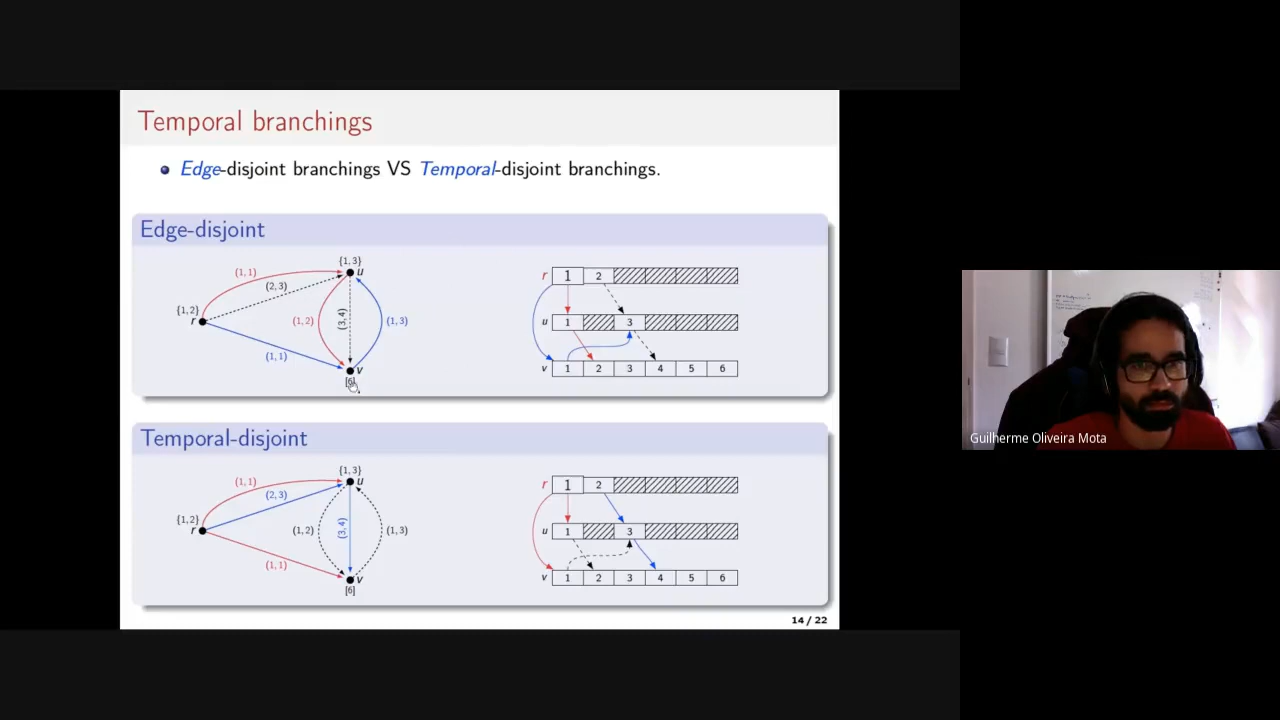 Temporal branchings
Edge-disjoint branchings VS Temporal-disjoint branchings.
Edge-disjoint
{1, 3}
u
(1, 1)
(2, 3)
{1, 2}
r
(1, 2)
(3, 4)
(1, 3)
(1, 1)
v
[6]
r 1 2
u 1 3
v 1 2 3 4 5 6
Temporal-disjoint
{1, 3}
u
(1, 1)
(2, 3)
{1, 2}
r
(1, 2)
(3, 4)
(1, 3)
(1, 1)
v
[6]
r 1 2
u 1 3
v 1 2 3 4 5 6
14 / 22
Guilherme Oliveira Mota